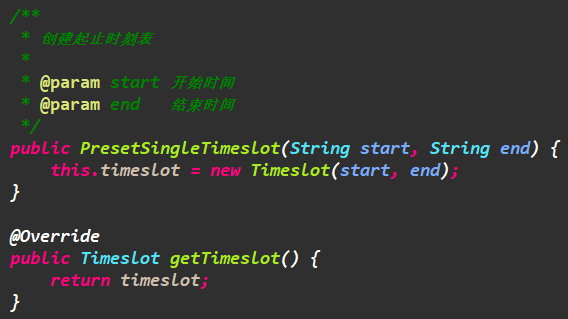 /**
 * 创建起止时刻表
 *
 * @param start 开始时间
 * @param end   结束时间
 */
public PresetSingleTimeslot(String start, String end) {
    this.timeslot = new Timeslot(start, end);
}

@Override
public Timeslot getTimeslot() {
    return timeslot;
}